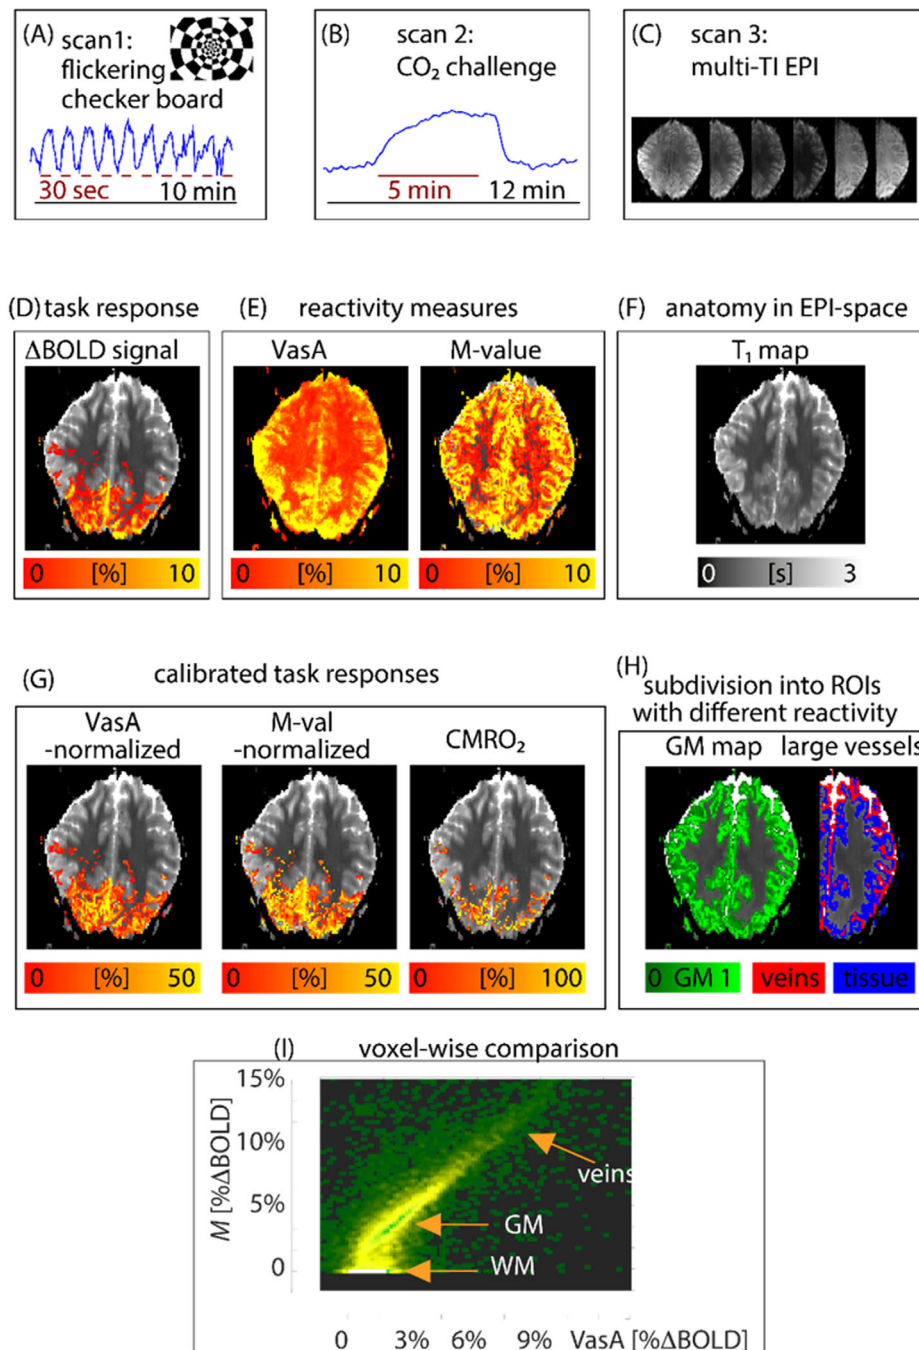 (A) scan1:
flickering
checker board
30 sec 10 min
(B) scan 2:
CO₂ challenge
5 min 12 min
(C) scan 3:
multi-TI EPI
(D) task response
ΔBOLD signal
0 [%] 10
(E) reactivity measures
VasA M-value
0 [%] 10 0 [%] 10
(F) anatomy in EPI-space
T₁ map
0 [s] 3
(G) calibrated task responses
VasA
-normalized
M-val
-normalized
CMRO₂
0 [%] 50 0 [%] 50 0 [%] 100
(H)
subdivision into ROIs
with different reactivity
GM map large vessels
0 GM 1 veins tissue
(I) voxel-wise comparison
15%
10%
5%
0
M [%ΔBOLD]
veins
GM
WM
0 3% 6% 9% VasA [%ΔBOLD]